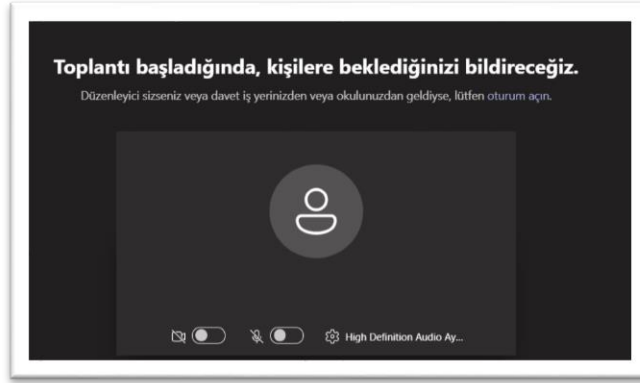 Toplantı başladığında, kişilere beklediğinizi bildireceğiz.
Düzenleyici sizseniz veya davet iş yerinizden veya okulunuzdan geldiyse, lütfen oturum açın.
High Definition Audio Ay...